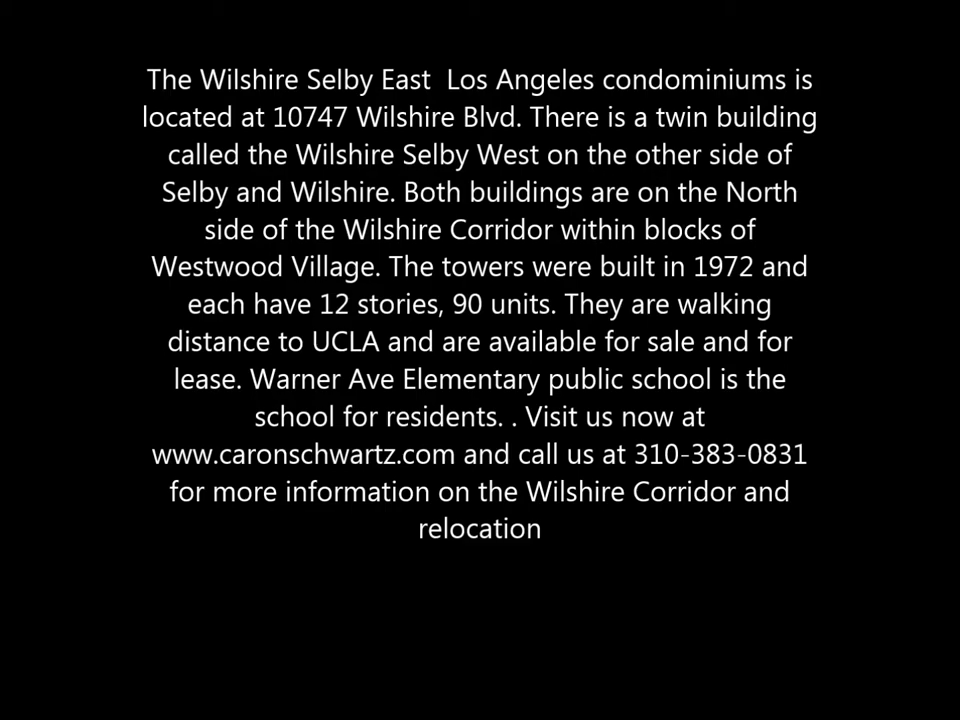 The Wilshire Selby East  Los Angeles condominiums is
located at 10747 Wilshire Blvd. There is a twin building
called the Wilshire Selby West on the other side of
Selby and Wilshire. Both buildings are on the North
side of the Wilshire Corridor within blocks of
Westwood Village. The towers were built in 1972 and
each have 12 stories, 90 units. They are walking
distance to UCLA and are available for sale and for
lease. Warner Ave Elementary public school is the
school for residents. . Visit us now at
www.caronschwartz.com and call us at 310-383-0831
for more information on the Wilshire Corridor and
relocation